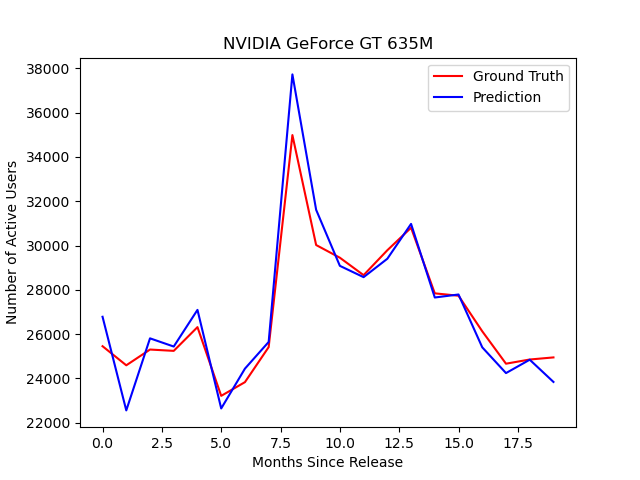 NVIDIA GeForce GT 635M
Ground Truth
Prediction
38000
36000
34000
32000
30000
28000
26000
24000
22000
Number of Active Users
0.0 2.5 5.0 7.5 10.0 12.5 15.0 17.5
Months Since Release